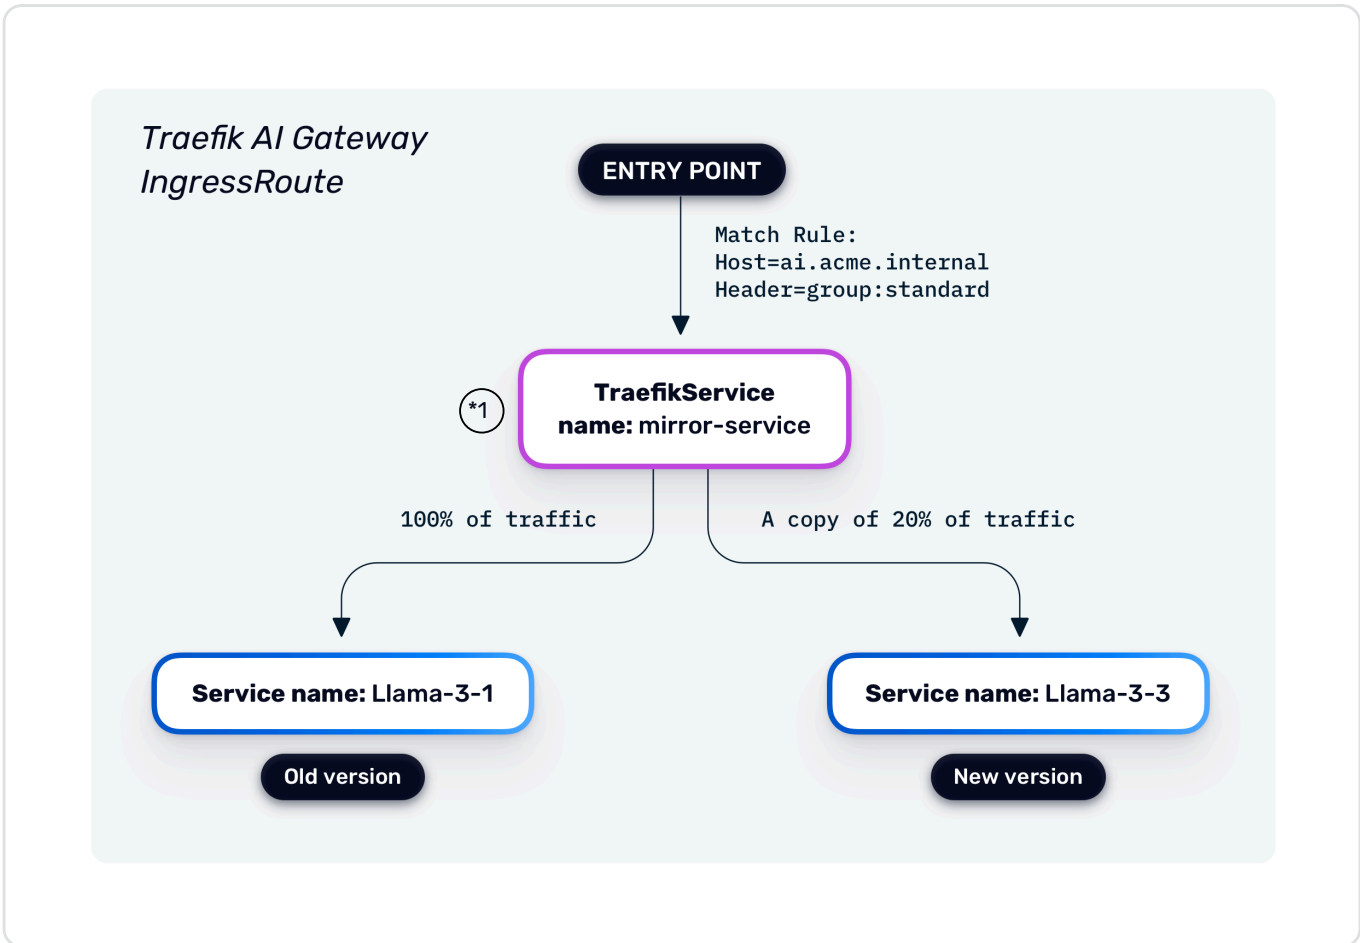 Traefik AI Gateway
IngressRoute
ENTRY POINT
Match Rule:
Host=ai.acme.internal
Header=group:standard
*1
TraefikService
name: mirror-service
100% of traffic
A copy of 20% of traffic
Service name: Llama-3-1
Service name: Llama-3-3
Old version
New version